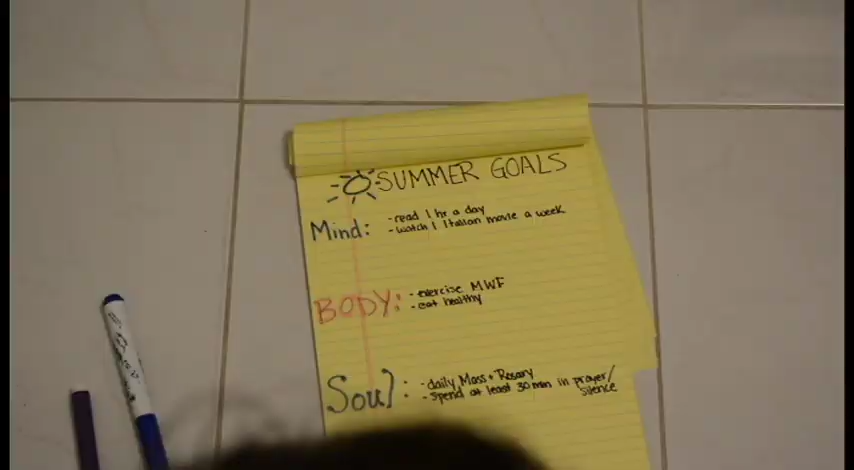 SUMMER GOALS
Mind:
- read 1 hr a day
- watch 1 Italian movie a week
BODY:
- exercise MWF
- eat healthy
Soul:
- daily Mass + Rosary
- spend at least 30 min in prayer/
silence